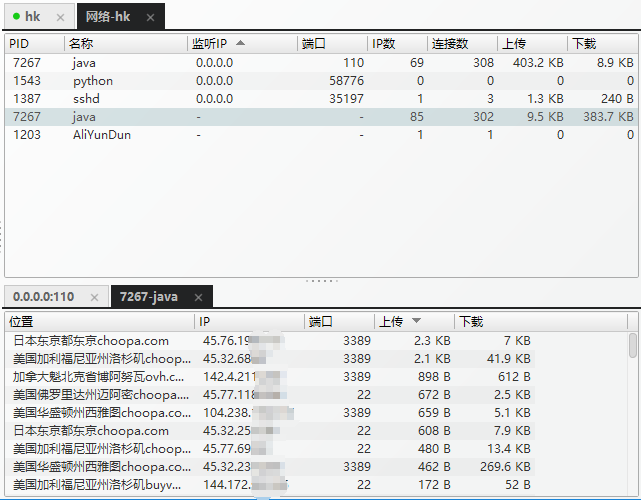 hk × 网络-hk ×
PID 名称 监听IP 端口 IP数 连接数 上传 下载
7267 java 0.0.0.0 110 69 308 403.2 KB 8.9 KB
1543 python 0.0.0.0 58776 0 0 0 0
1387 sshd 0.0.0.0 35197 1 3 1.3 KB 240 B
7267 java - - 85 302 9.5 KB 383.7 KB
1203 AliYunDun - - 1 1 0 0
0.0.0.0:110 × 7267-java ×
位置 IP 端口 上传 下载
日本东京都东京choopa.com 45.76.19 3389 2.3 KB 7 KB
美国加利福尼亚州洛杉矶choop... 45.32.68 3389 2.1 KB 41.9 KB
加拿大魁北克省博阿努瓦ovh.c... 142.4.211 3389 898 B 612 B
美国佛罗里达州迈阿密choopa.... 45.77.118 22 672 B 2.5 KB
美国华盛顿州西雅图choopa.co... 104.238. 3389 659 B 5.1 KB
日本东京都东京choopa.com 45.32.25 22 608 B 7.9 KB
美国加利福尼亚州洛杉矶choop... 45.77.69 22 480 B 13.4 KB
美国华盛顿州西雅图choopa.co... 45.32.23 3389 462 B 269.6 KB
美国加利福尼亚州洛杉矶buyv... 144.172. 22 172 B 52 B